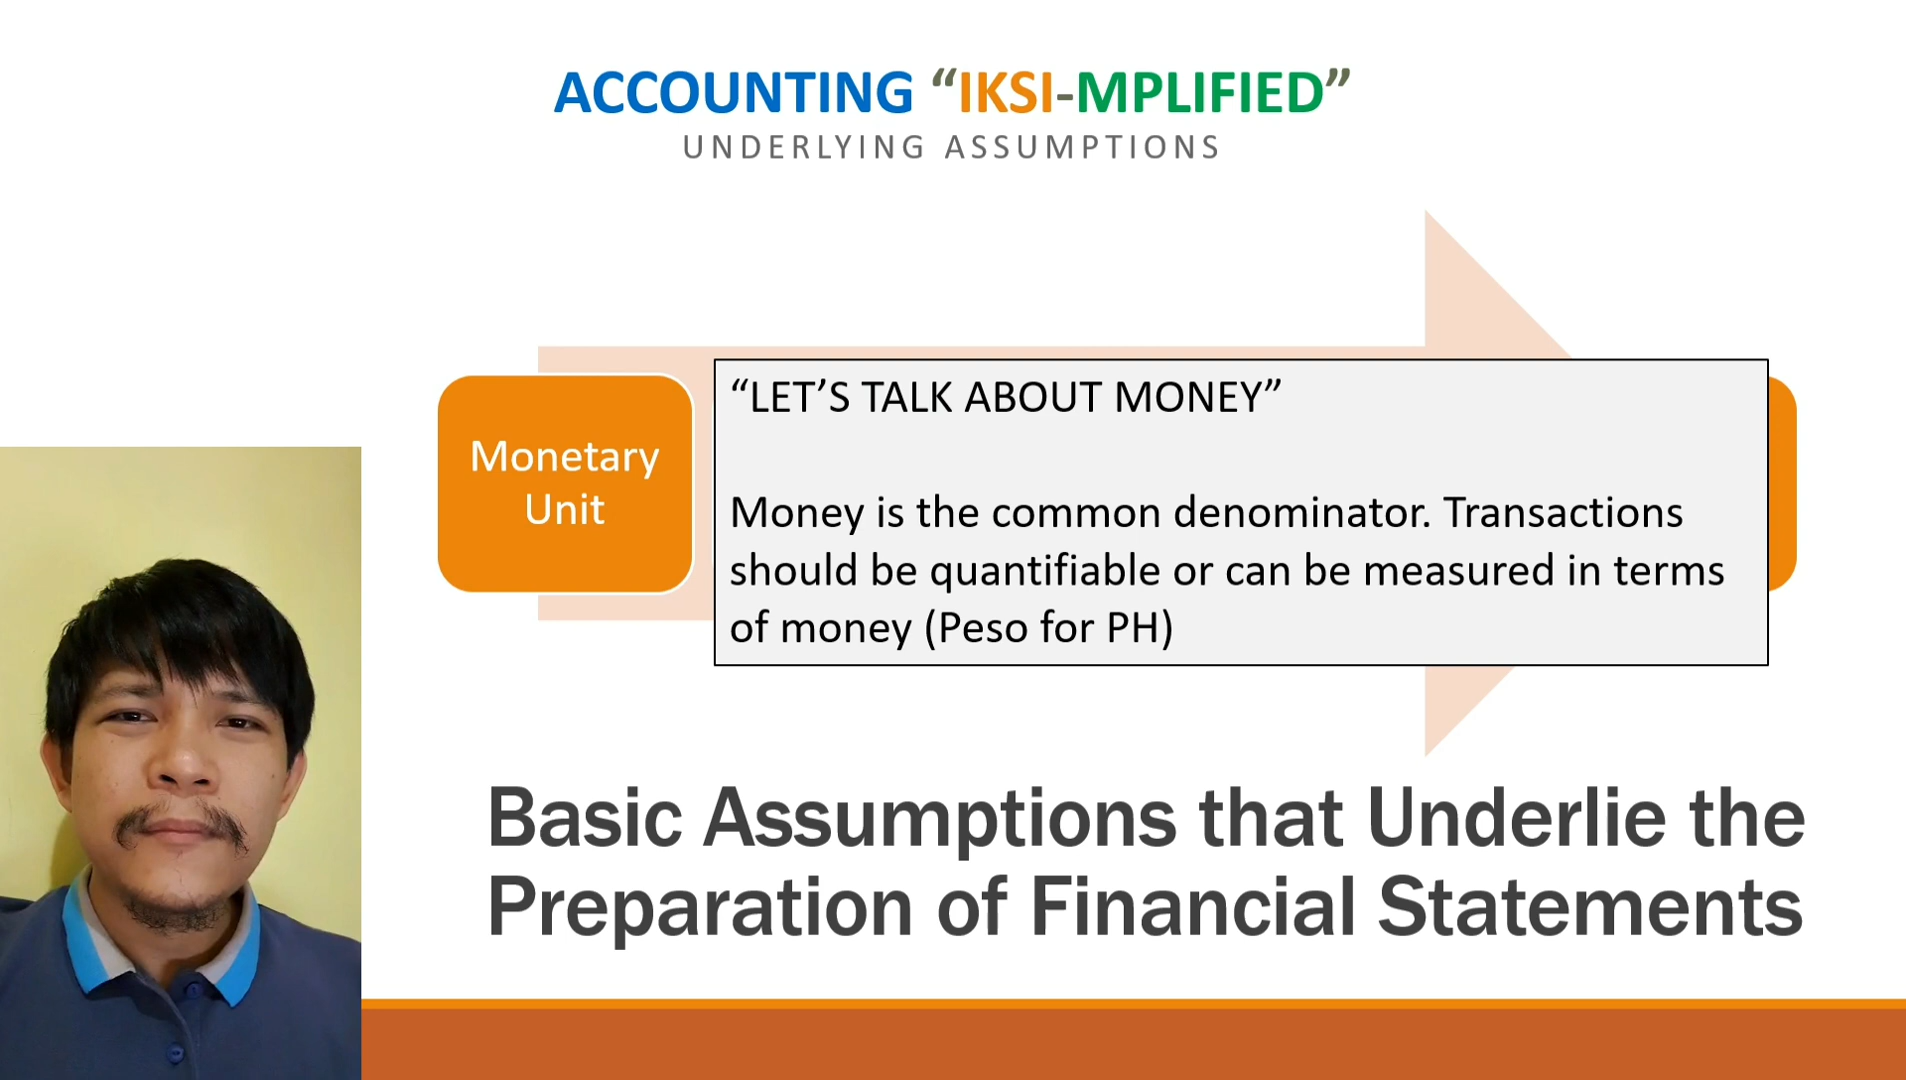 ACCOUNTING “IKSI-MPLIFIED”
UNDERLYING ASSUMPTIONS
Monetary
Unit
“LET’S TALK ABOUT MONEY”
Money is the common denominator. Transactions
should be quantifiable or can be measured in terms
of money (Peso for PH)
Basic Assumptions that Underlie the
Preparation of Financial Statements